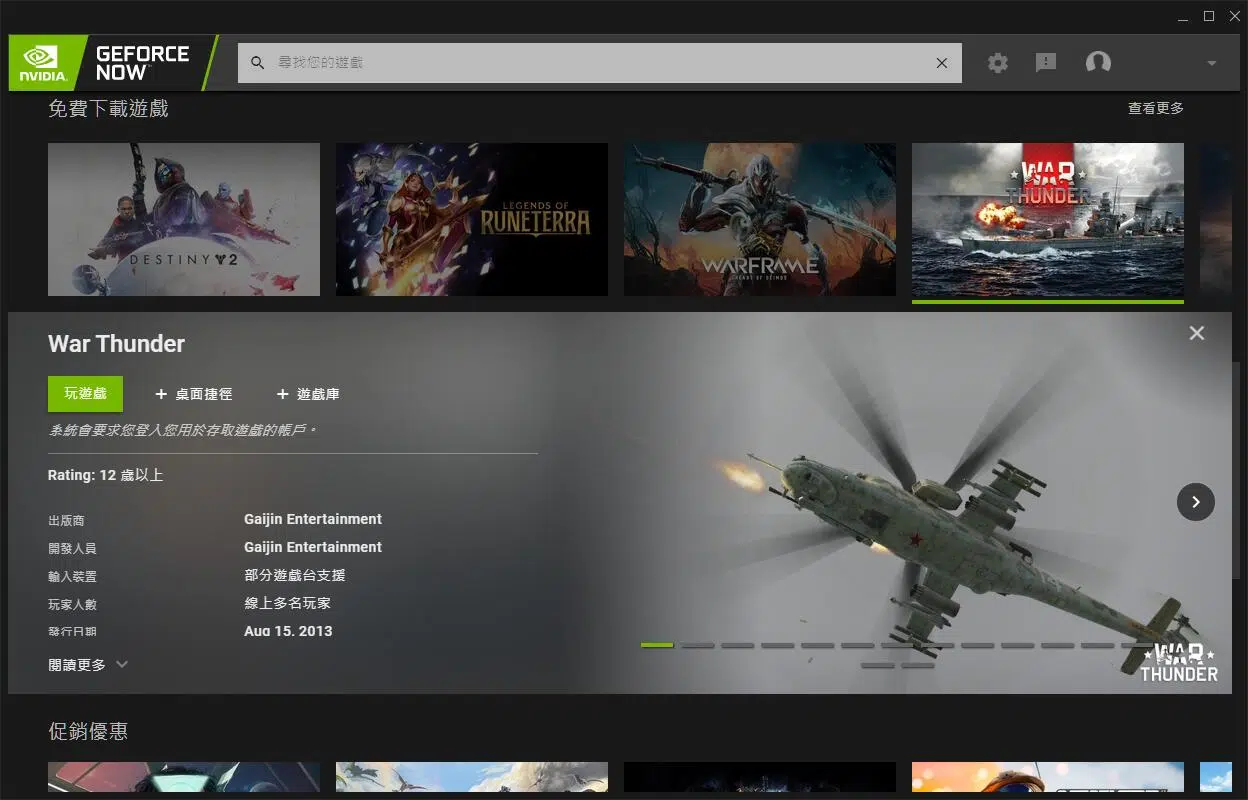 NVIDIA.
GEFORCE
NOW
尋找您的遊戲
免費下載遊戲
查看更多
DESTINY 2
LEGENDS OF
RUNETERRA
WARFRAME
HEART OF DEIMOS
WAR
THUNDER
War Thunder
玩遊戲
+ 桌面捷徑
+ 遊戲庫
系統會要求您登入您用於存取遊戲的帳戶。
Rating: 12 歲以上
出版商 Gaijin Entertainment
開發人員 Gaijin Entertainment
輸入裝置 部分遊戲台支援
玩家人數 線上多名玩家
發行日期 Aug 15, 2013
閱讀更多
WAR
THUNDER
促銷優惠